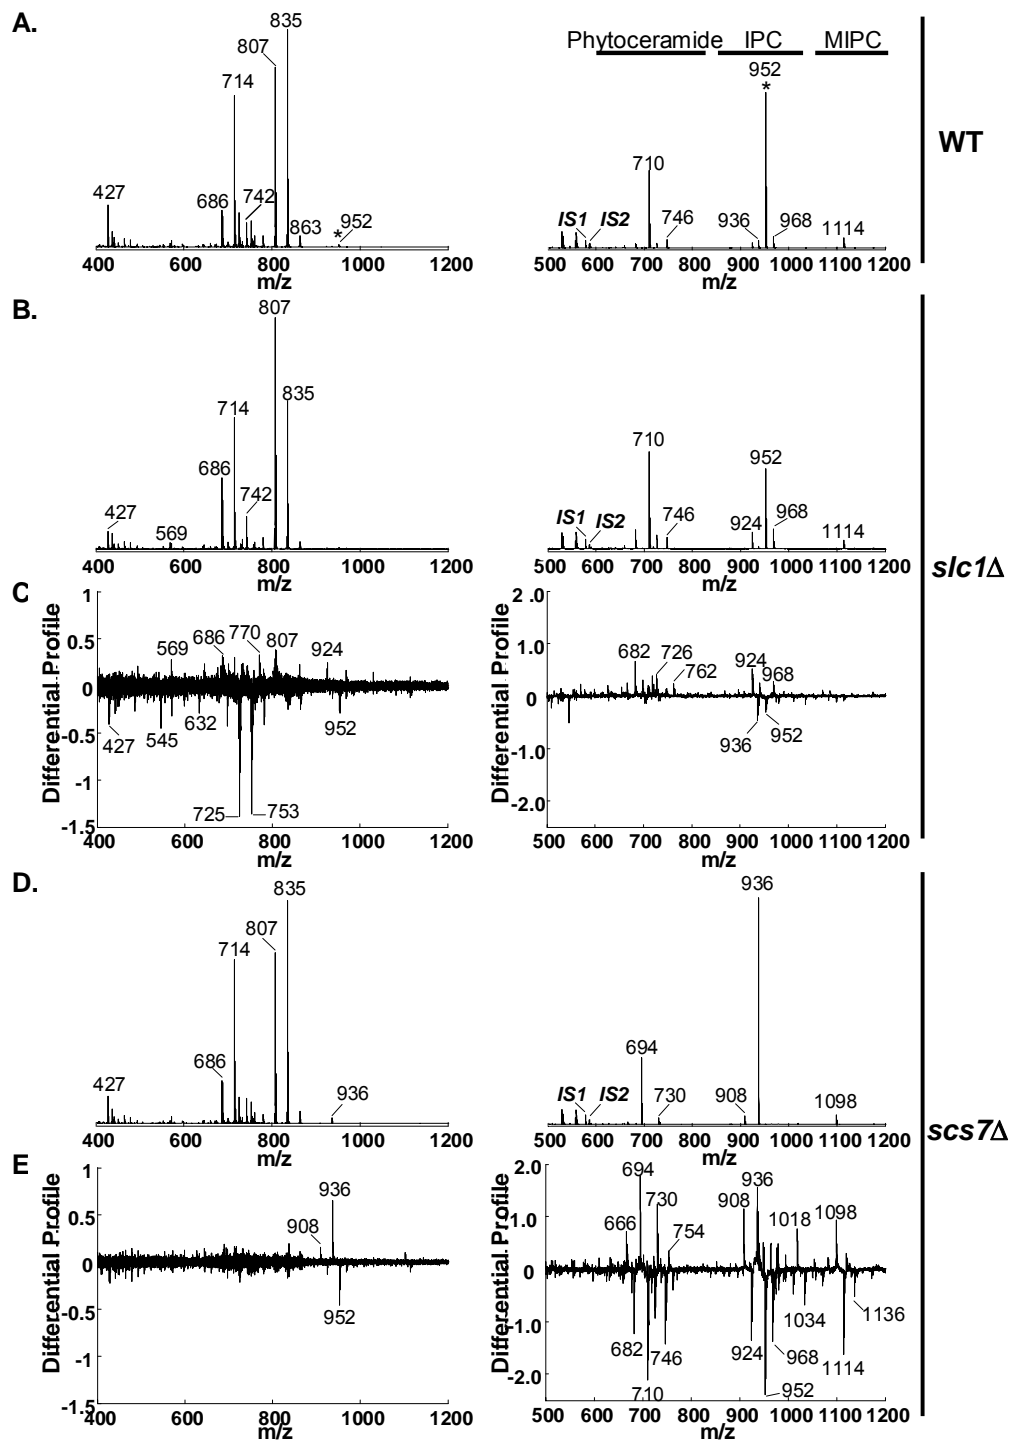 A.
835
807
714
427
686
742
863
*
952
400 600 800 1000 1200
m/z
Phytoceramide IPC MIPC
952
*
710
IS1 IS2
746
936
968
1114
500 600 700 800 900 1000 1100 1200
m/z
WT
B.
807
835
714
686
742
427
569
400 600 800 1000 1200
m/z
710
952
IS1 IS2
746
924
968
1114
500 600 700 800 900 1000 1100 1200
m/z
slc1Δ
C
Differential Profile
1
0.5
0
-0.5
-1
-1.5
569
686
770
807
924
427
545
632
952
725
753
400 600 800 1000 1200
m/z
Differential Profile
2.0
1.0
0
-1.0
-2.0
682
726
762
924
968
936
952
500 600 700 800 900 1000 1100 1200
m/z
D.
835
807
714
686
427
936
400 600 800 1000 1200
m/z
936
694
IS1 IS2
730
908
1098
500 600 700 800 900 1000 1100 1200
m/z
scs7Δ
E
Differential Profile
1
0.5
0
-0.5
-1
-1.5
936
908
952
400 600 800 1000 1200
m/z
Differential Profile
2.0
1.0
0
-1.0
-2.0
694
936
730
908
1018
1098
666
754
1136
1034
682
746
924
968
1114
710
952
500 600 700 800 900 1000 1100 1200
m/z